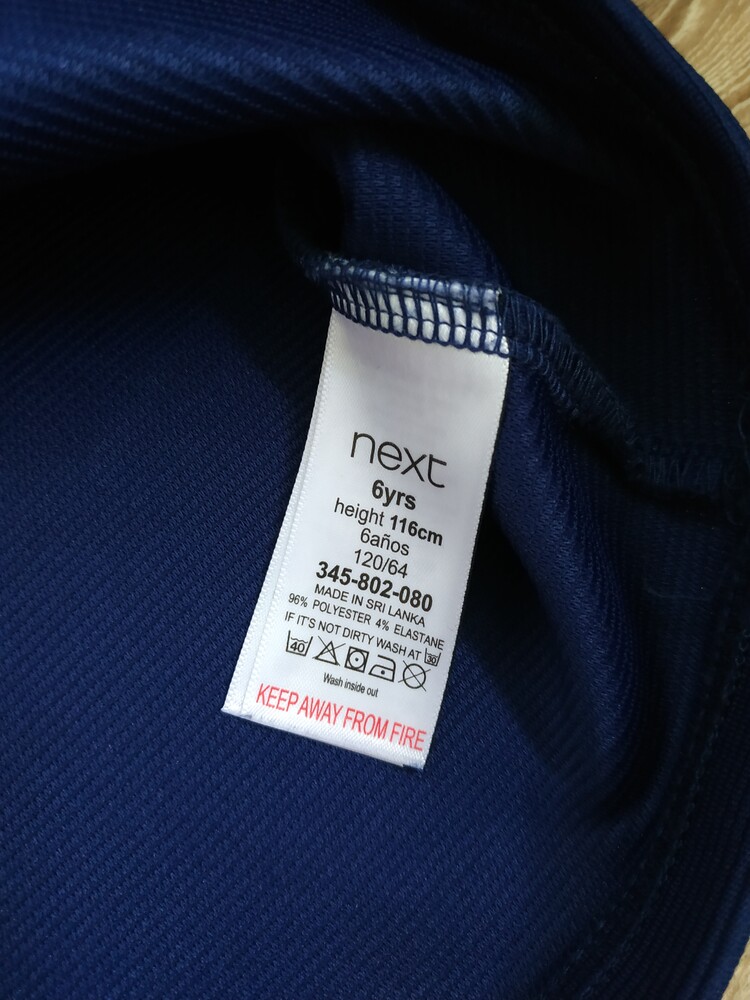 next
6yrs
height 116cm
6años
120/64
345-802-080
MADE IN SRI LANKA
96% POLYESTER 4% ELASTANE
IF IT'S NOT DIRTY WASH AT 30
40
Wash inside out
KEEP AWAY FROM FIRE